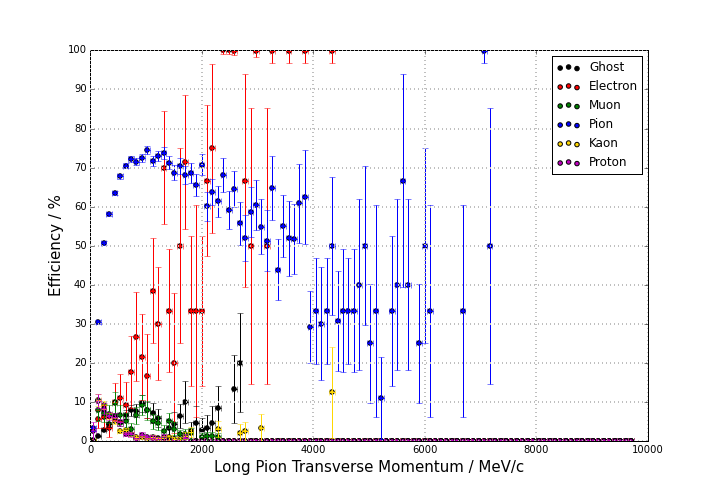 100
90
80
70
60
50
40
30
20
10
0
Efficiency / %
Ghost
Electron
Muon
Pion
Kaon
Proton
0 2000 4000 6000 8000 10000
Long Pion Transverse Momentum / MeV/c